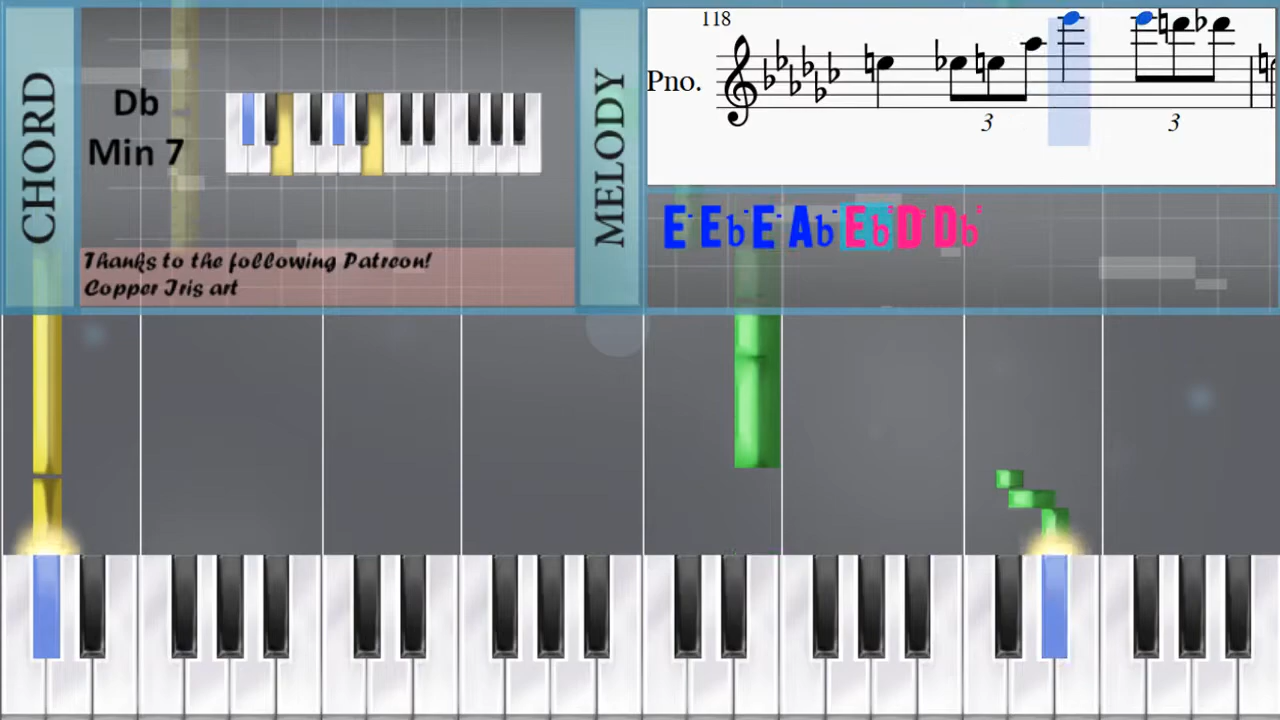 CHORD
Db
Min 7
Thanks to the following Patreon!
Copper Iris art
MELODY
118
Pno.
3
3
E Eb E Ab Eb D Db